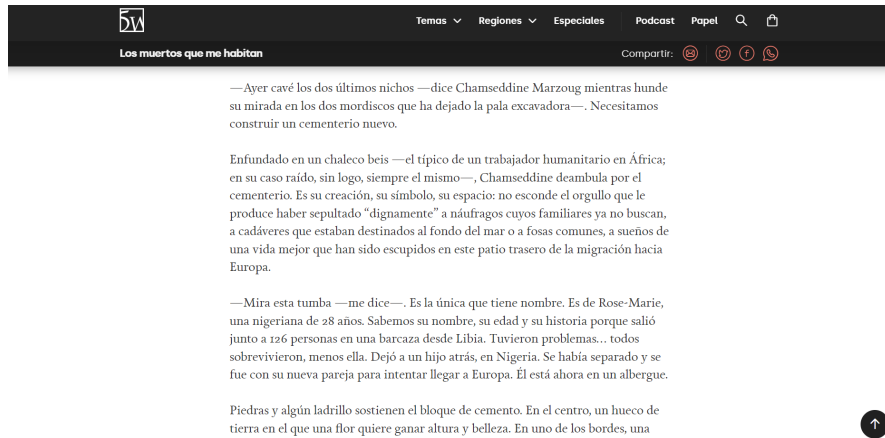 5W
Temas Regiones Especiales Podcast Papel
Los muertos que me habitan Compartir:
—Ayer cavé los dos últimos nichos —dice Chamseddine Marzoug mientras hunde
su mirada en los dos mordiscos que ha dejado la pala excavadora—. Necesitamos
construir un cementerio nuevo.
Enfundado en un chaleco beis —el típico de un trabajador humanitario en África;
en su caso raído, sin logo, siempre el mismo—, Chamseddine deambula por el
cementerio. Es su creación, su símbolo, su espacio: no esconde el orgullo que le
produce haber sepultado “dignamente” a náufragos cuyos familiares ya no buscan,
a cadáveres que estaban destinados al fondo del mar o a fosas comunes, a sueños de
una vida mejor que han sido escupidos en este patio trasero de la migración hacia
Europa.
—Mira esta tumba —me dice—. Es la única que tiene nombre. Es de Rose-Marie,
una nigeriana de 28 años. Sabemos su nombre, su edad y su historia porque salió
junto a 126 personas en una barcaza desde Libia. Tuvieron problemas… todos
sobrevivieron, menos ella. Dejó a un hijo atrás, en Nigeria. Se había separado y se
fue con su nueva pareja para intentar llegar a Europa. Él está ahora en un albergue.
Piedras y algún ladrillo sostienen el bloque de cemento. En el centro, un hueco de
tierra en el que una flor quiere ganar altura y belleza. En uno de los bordes, una